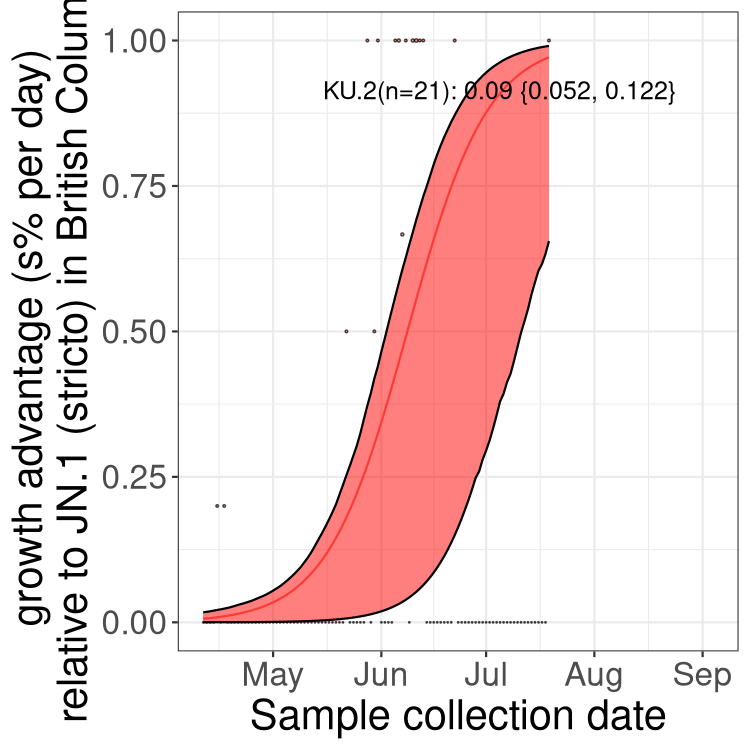 growth advantage (s% per day)
relative to JN.1 (stricto) in British Colum
1.00
0.75
0.50
0.25
0.00
KU.2(n=21): 0.09 {0.052, 0.122}
May Jun Jul Aug Sep
Sample collection date